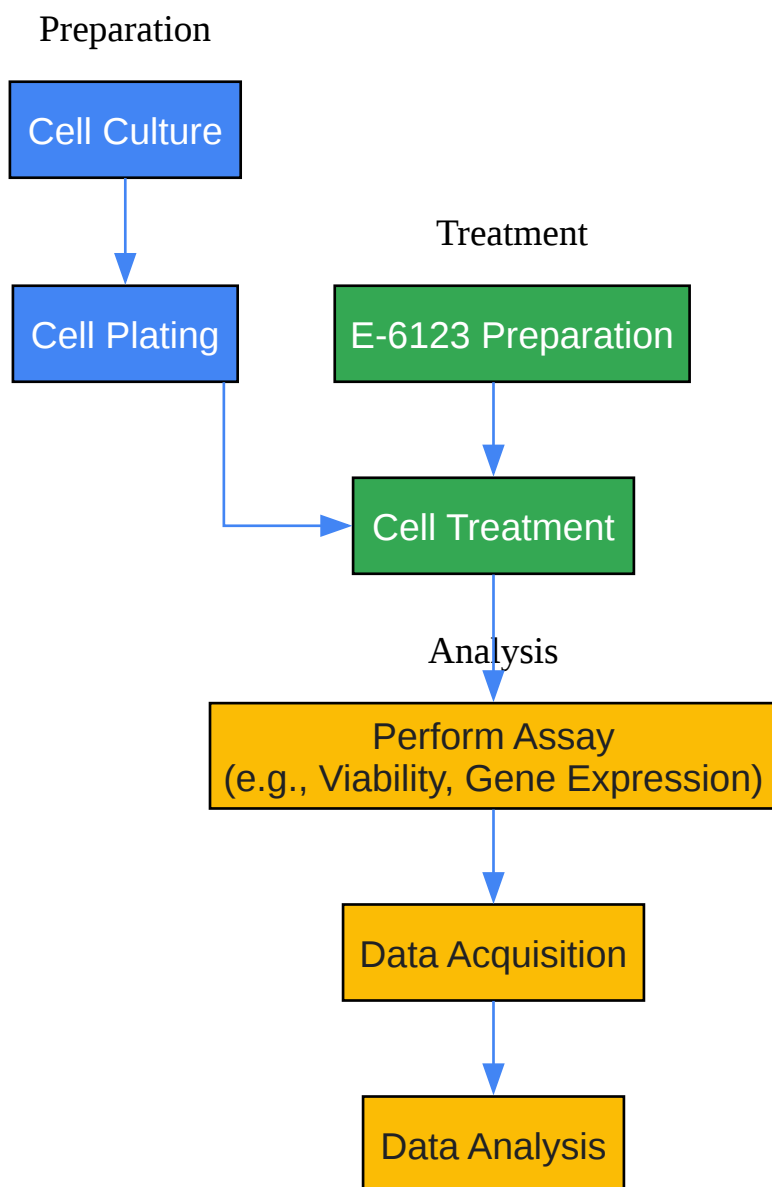 Preparation
Cell Culture
Treatment
Cell Plating
E-6123 Preparation
Cell Treatment
Analysis
Perform Assay
(e.g., Viability, Gene Expression)
Data Acquisition
Data Analysis